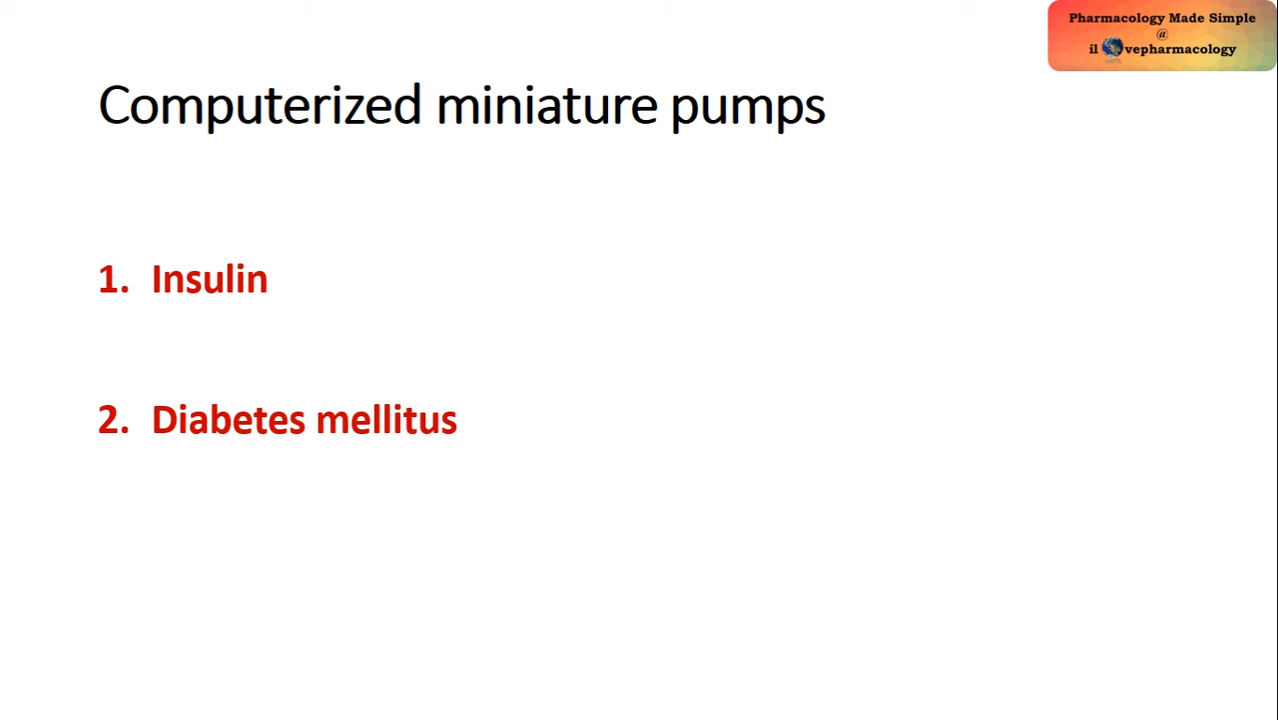 Pharmacology Made Simple
@
il vepharmacology
Computerized miniature pumps
1. Insulin
2. Diabetes mellitus